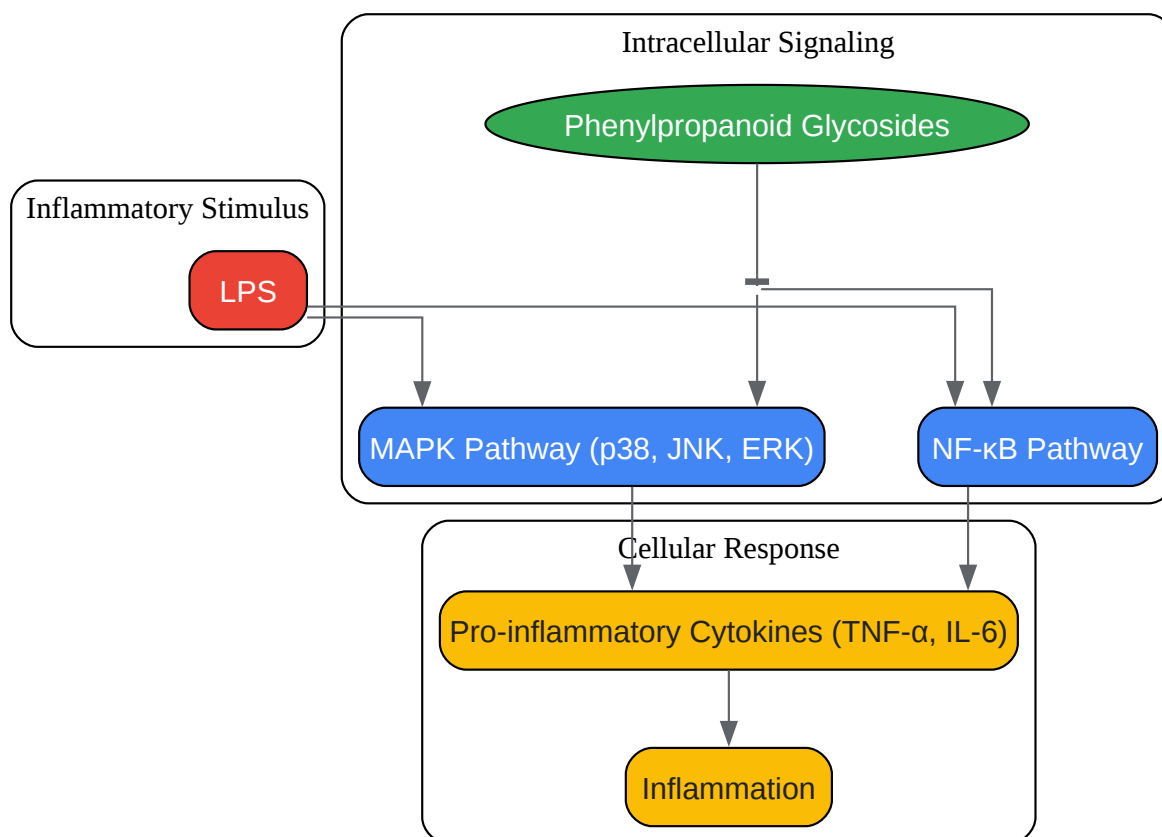 Intracellular Signaling
Phenylpropanoid Glycosides
Inflammatory Stimulus
LPS
MAPK Pathway (p38, JNK, ERK)
NF-κB Pathway
Cellular Response
Pro-inflammatory Cytokines (TNF-α, IL-6)
Inflammation